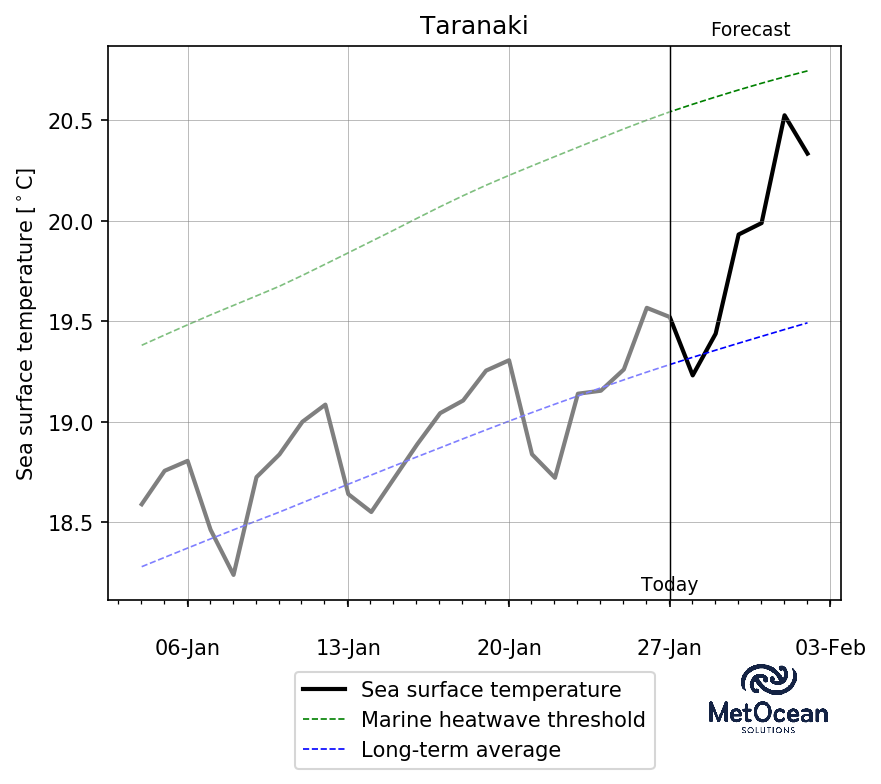 Taranaki
Forecast
Sea surface temperature [°C]
20.5
20.0
19.5
19.0
18.5
Today
06-Jan 13-Jan 20-Jan 27-Jan 03-Feb
Sea surface temperature
Marine heatwave threshold
Long-term average
MetOcean
SOLUTIONS